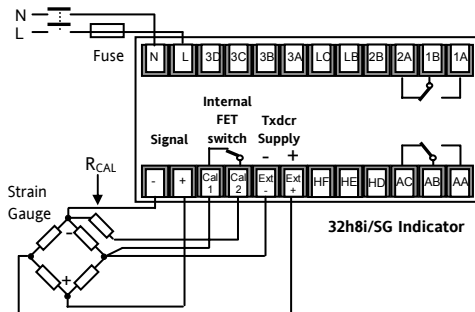 N
L
Fuse
N L 3D 3C 3B 3A LC LB 2B 2A 1B 1A
Internal
FET
switch
Txdcr
Supply
Signal
- +
RCAL
- + Cal 1 Cal 2 Ext - Ext + HF HE HD AC AB AA
Strain
Gauge
32h8i/SG Indicator
-
+